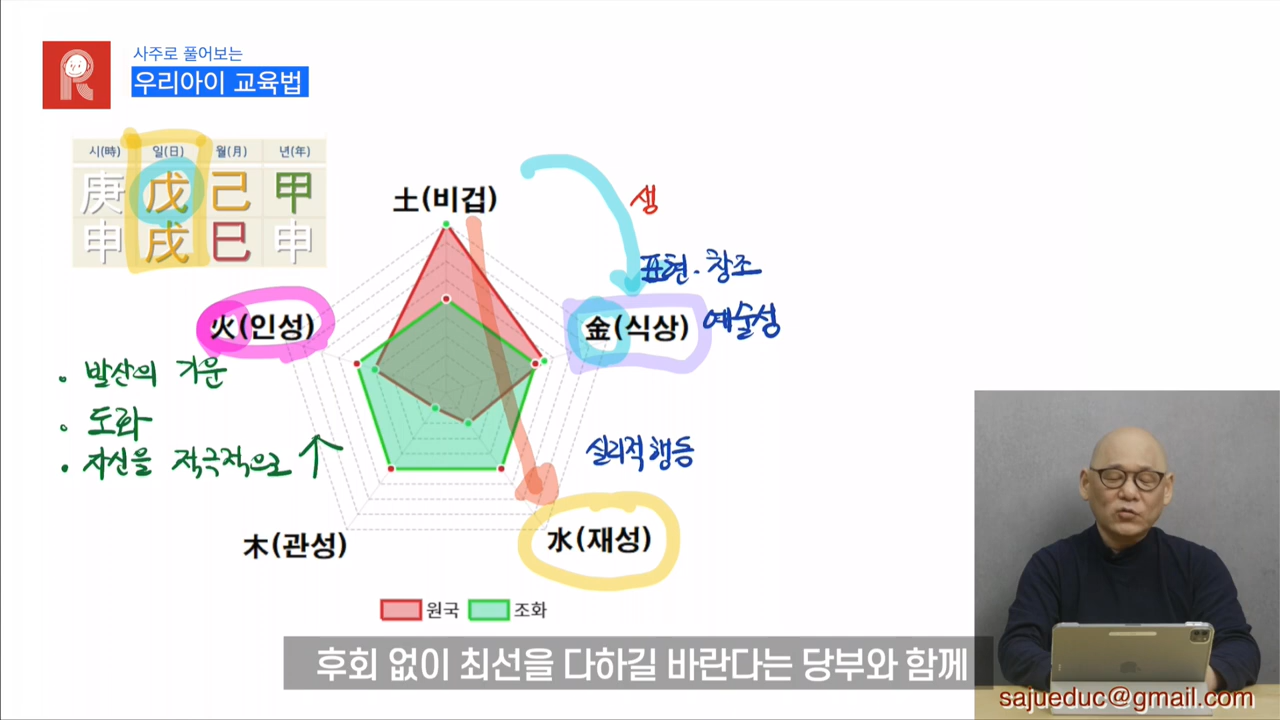 사주로 풀어보는
우리아이 교육법
시(時) 일(日) 월(月) 년(年)
庚 戊 己 甲
申 戌 巳 申
土(비겁)
생
표현·창조
火(인성)
金(식상)
예술성
• 발산의 기운
• 도화
• 자신을 적극적으로 ↑
실리적 행동
木(관성)
水(재성)
원국 조화
후회 없이 최선을 다하길 바란다는 당부와 함께
sajueduc@gmail.com